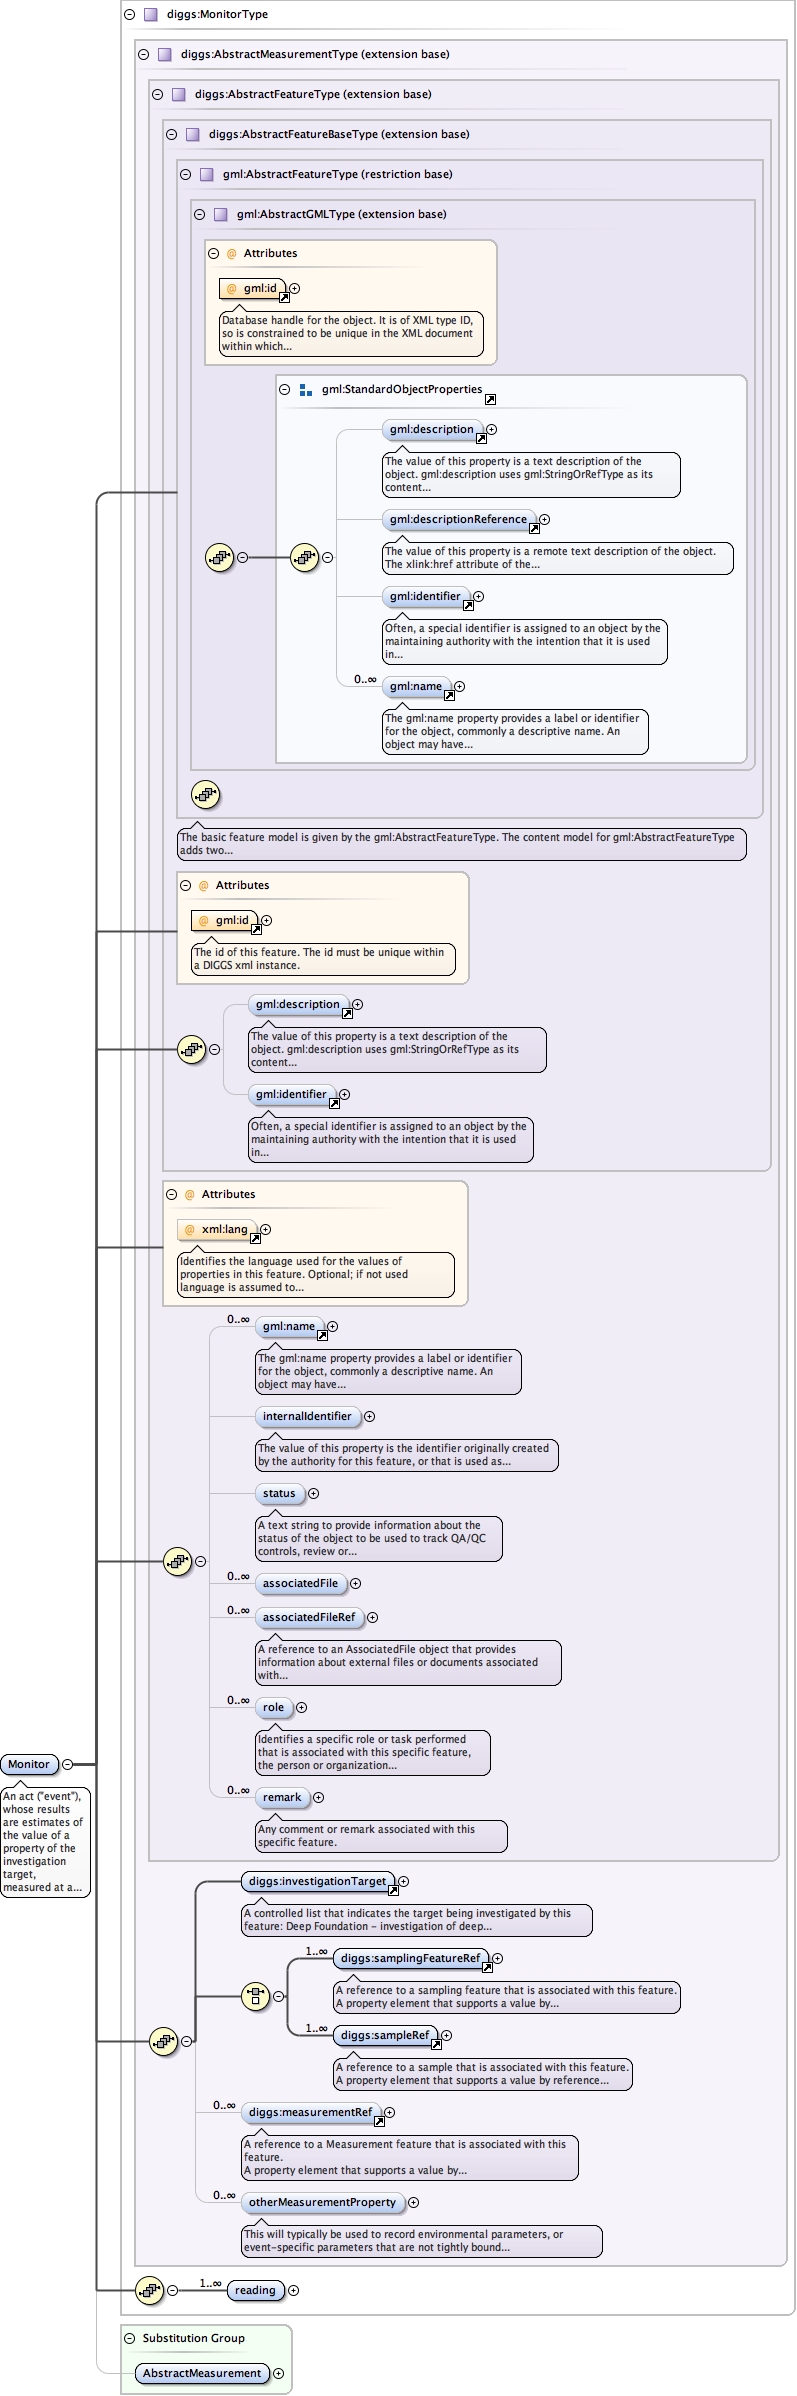 diggs:MonitorType
diggs:AbstractMeasurementType (extension base)
diggs:AbstractFeatureType (extension base)
diggs:AbstractFeatureBaseType (extension base)
gml:AbstractFeatureType (restriction base)
gml:AbstractGMLType (extension base)
@ Attributes
@ gml:id
Database handle for the object. It is of XML type ID,
so is constrained to be unique in the XML document
within which...
gml:StandardObjectProperties
gml:description
The value of this property is a text description of the
object. gml:description uses gml:StringOrRefType as its
content...
gml:descriptionReference
The value of this property is a remote text description of the object.
The xlink:href attribute of the...
gml:identifier
Often, a special identifier is assigned to an object by the
maintaining authority with the intention that it is used
in...
0..∞
gml:name
The gml:name property provides a label or identifier
for the object, commonly a descriptive name. An
object may have...
The basic feature model is given by the gml:AbstractFeatureType. The content model for gml:AbstractFeatureType
adds two...
@ Attributes
@ gml:id
The id of this feature. The id must be unique within
a DIGGS xml instance.
gml:description
The value of this property is a text description of the
object. gml:description uses gml:StringOrRefType as its
content...
gml:identifier
Often, a special identifier is assigned to an object by the
maintaining authority with the intention that it is used
in...
@ Attributes
@ xml:lang
Identifies the language used for the values of
properties in this feature. Optional; if not used
language is assumed to...
0..∞
gml:name
The gml:name property provides a label or identifier
for the object, commonly a descriptive name. An
object may have...
internalIdentifier
The value of this property is the identifier originally created
by the authority for this feature, or that is used as...
status
A text string to provide information about the
status of the object to be used to track QA/QC
controls, review or...
0..∞
associatedFile
0..∞
associatedFileRef
A reference to an AssociatedFile object that provides
information about external files or documents associated
with...
0..∞
role
Identifies a specific role or task performed
that is associated with this specific feature,
the person or organization...
Monitor
An act ("event"),
whose results
are estimates of
the value of a
property of the
investigation
target,
measured at a...
0..∞
remark
Any comment or remark associated with this
specific feature.
diggs:investigationTarget
A controlled list that indicates the target being investigated by this
feature: Deep Foundation – investigation of deep...
1..∞
diggs:samplingFeatureRef
A reference to a sampling feature that is associated with this feature.
A property element that supports a value by...
1..∞
diggs:sampleRef
A reference to a sample that is associated with this feature.
A property element that supports a value by reference...
0..∞
diggs:measurementRef
A reference to a Measurement feature that is associated with this
feature.
A property element that supports a value by...
0..∞
otherMeasurementProperty
This will typically be used to record environmental parameters, or
event-specific parameters that are not tightly bound...
1..∞
reading
Substitution Group
AbstractMeasurement